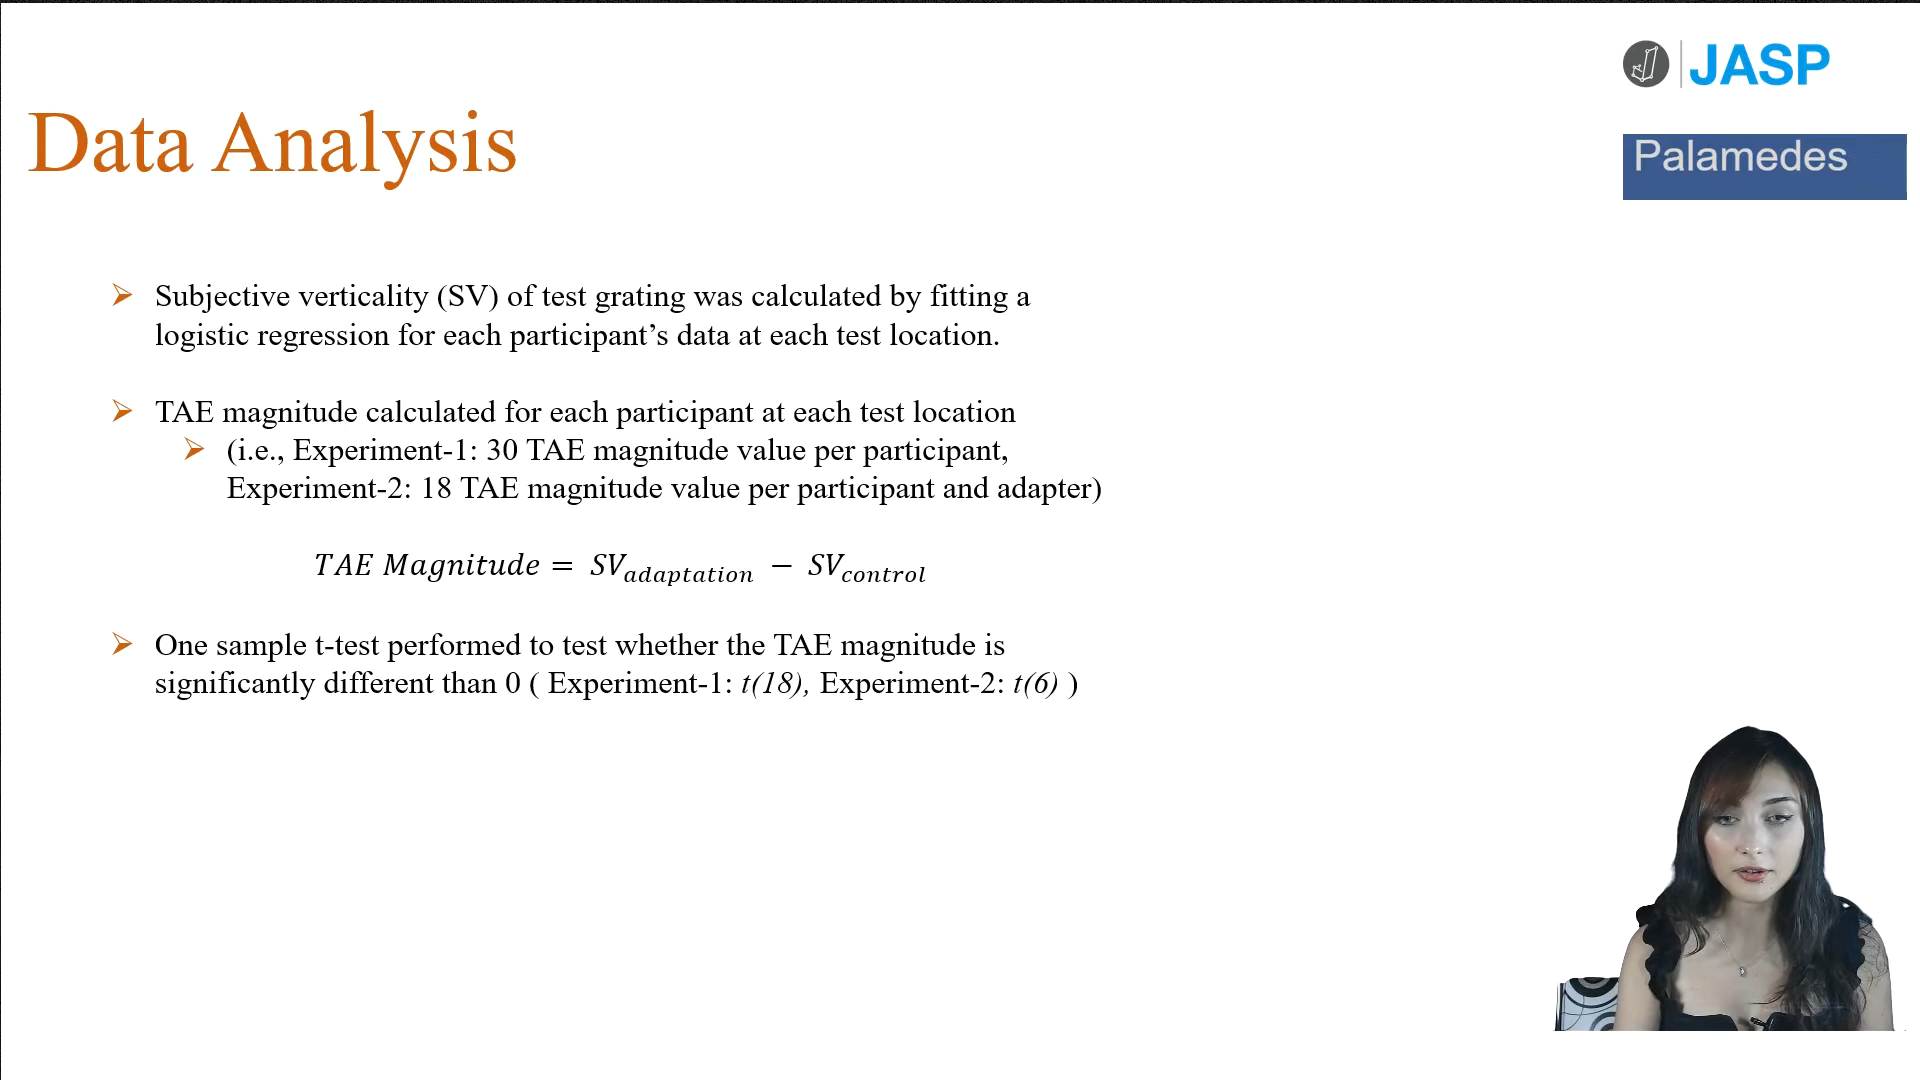 JASP
Data Analysis
Palamedes
Subjective verticality (SV) of test grating was calculated by fitting a
logistic regression for each participant’s data at each test location.
TAE magnitude calculated for each participant at each test location
(i.e., Experiment-1: 30 TAE magnitude value per participant,
Experiment-2: 18 TAE magnitude value per participant and adapter)
TAE Magnitude = SV_adaptation − SV_control
One sample t-test performed to test whether the TAE magnitude is
significantly different than 0 ( Experiment-1: t(18), Experiment-2: t(6) )